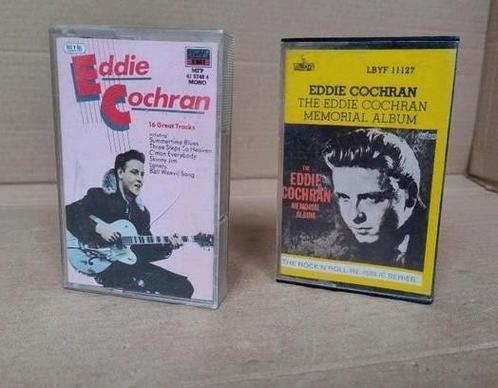 Eddie
Cochran
EMI
MFP
MONO
16 Great Tracks
including
Summertime Blues
Three Steps to Heaven
C'mon Everybody
Skinny Jim
Lonely
Boll Weevil Song
LBYF 11127
EDDIE COCHRAN
THE EDDIE COCHRAN
MEMORIAL ALBUM
THE
EDDIE
COCHRAN
MEMORIAL
ALBUM
THE ROCK N' ROLL RE-ISSUE SERIES